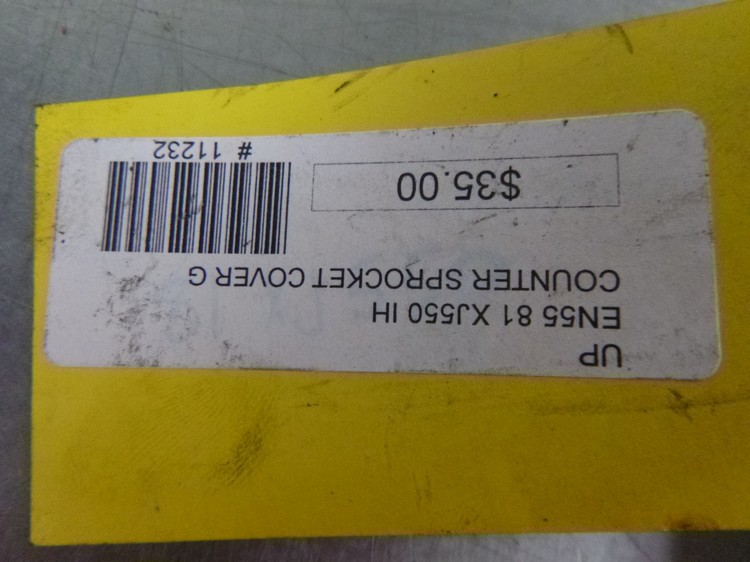 UP
EN55 81 XJ550 IH
COUNTER SPROCKET COVER G
$35.00
# 11232